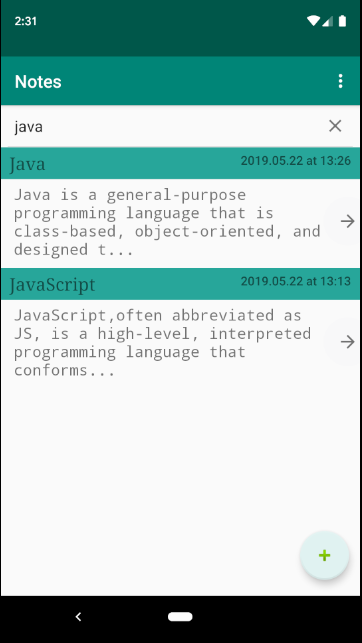 2:31
Notes
java
Java 2019.05.22 at 13:26
Java is a general-purpose
programming language that is
class-based, object-oriented, and
designed t...
JavaScript 2019.05.22 at 13:13
JavaScript,often abbreviated as
JS, is a high-level, interpreted
programming language that
conforms...
+